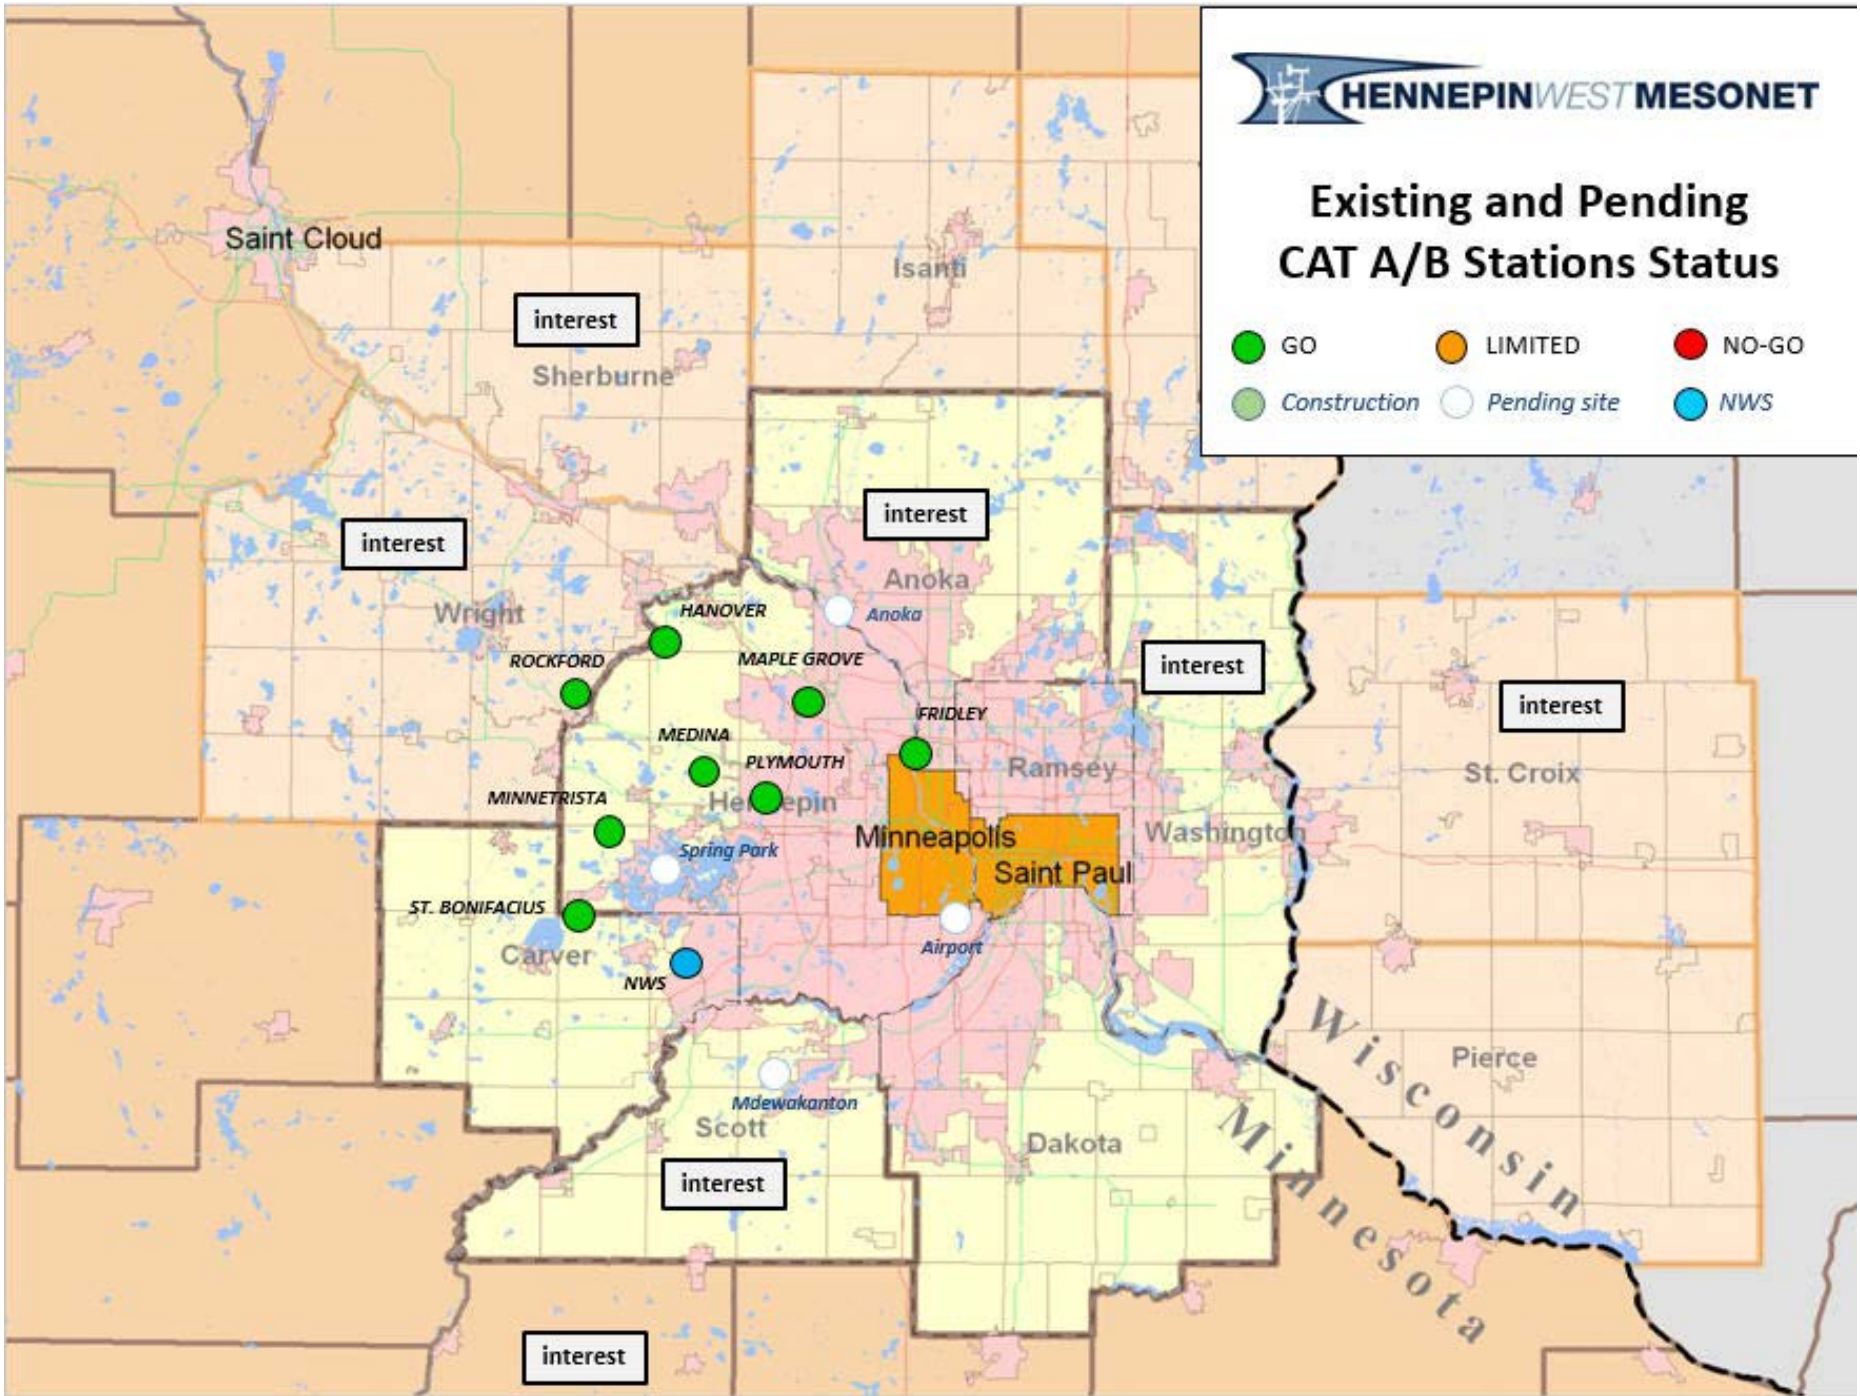 HENNEPINWESTMESONET
Existing and Pending
CAT A/B Stations Status
GO
LIMITED
NO-GO
Construction
Pending site
NWS
Saint Cloud
Isanti
interest
Sherburne
interest
interest
Anoka
Wright
HANOVER
Anoka
ROCKFORD
MAPLE GROVE
interest
interest
FRIDLEY
MEDINA
PLYMOUTH
Ramsey
St. Croix
MINNETRISTA
Hennepin
Minneapolis
Washington
Spring Park
Saint Paul
ST. BONIFACIUS
Airport
Carver
NWS
Wisconsin
Pierce
Mdewakanton
Scott
Dakota
Minnesota
interest
interest